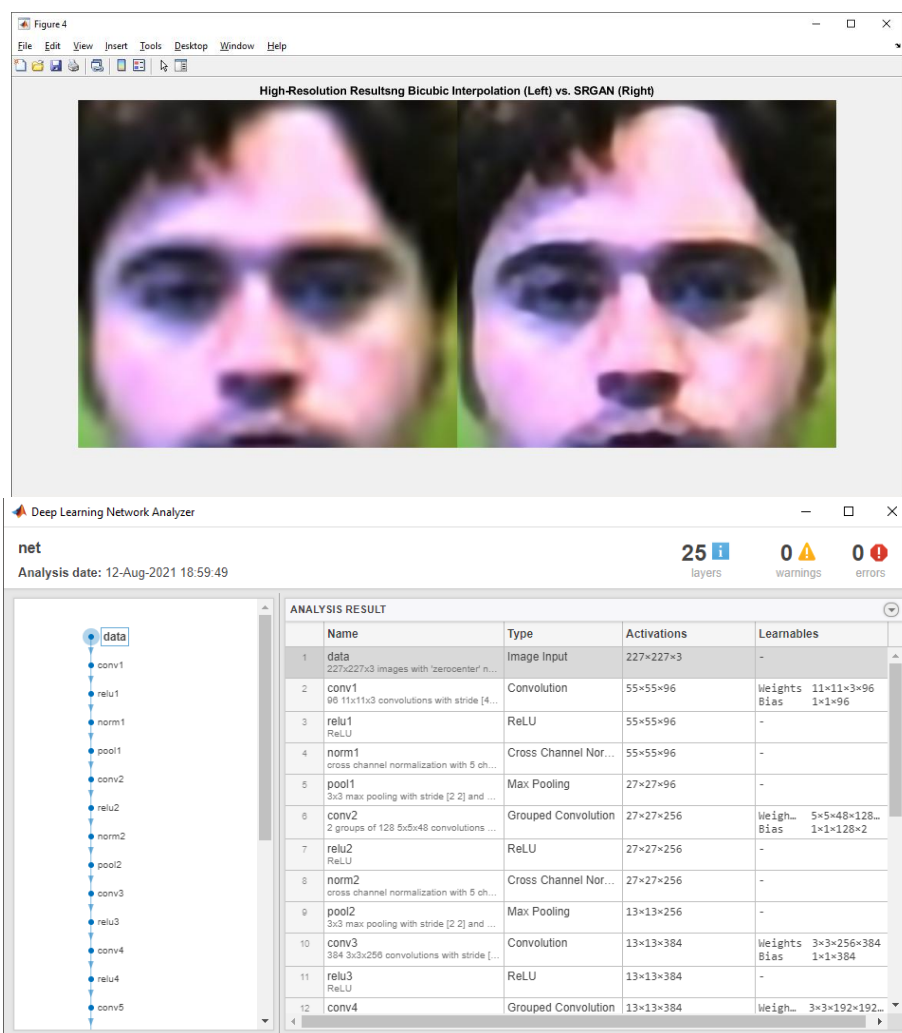 Figure 4
File Edit View Insert Tools Desktop Window Help
High-Resolution Resultsng Bicubic Interpolation (Left) vs. SRGAN (Right)
Deep Learning Network Analyzer
net
Analysis date: 12-Aug-2021 18:59:49
25 i
layers
0
warnings
0
errors
data
conv1
relu1
norm1
pool1
conv2
relu2
norm2
pool2
conv3
relu3
conv4
relu4
conv5
ANALYSIS RESULT
Name Type Activations Learnables
1 data Image Input 227×227×3 -
227x227x3 images with 'zerocenter' n...
2 conv1 Convolution 55×55×96 Weights 11×11×3×96
96 11x11x3 convolutions with stride [4... Bias 1×1×96
3 relu1 ReLU 55×55×96 -
ReLU
4 norm1 Cross Channel Nor... 55×55×96 -
cross channel normalization with 5 ch...
5 pool1 Max Pooling 27×27×96 -
3x3 max pooling with stride [2 2] and ...
6 conv2 Grouped Convolution 27×27×256 Weigh... 5×5×48×128...
2 groups of 128 5x5x48 convolutions ... Bias 1×1×128×2
7 relu2 ReLU 27×27×256 -
ReLU
8 norm2 Cross Channel Nor... 27×27×256 -
cross channel normalization with 5 ch...
9 pool2 Max Pooling 13×13×256 -
3x3 max pooling with stride [2 2] and ...
10 conv3 Convolution 13×13×384 Weights 3×3×256×384
384 3x3x256 convolutions with stride [... Bias 1×1×384
11 relu3 ReLU 13×13×384 -
ReLU
12 conv4 Grouped Convolution 13×13×384 Weigh... 3×3×192×192...